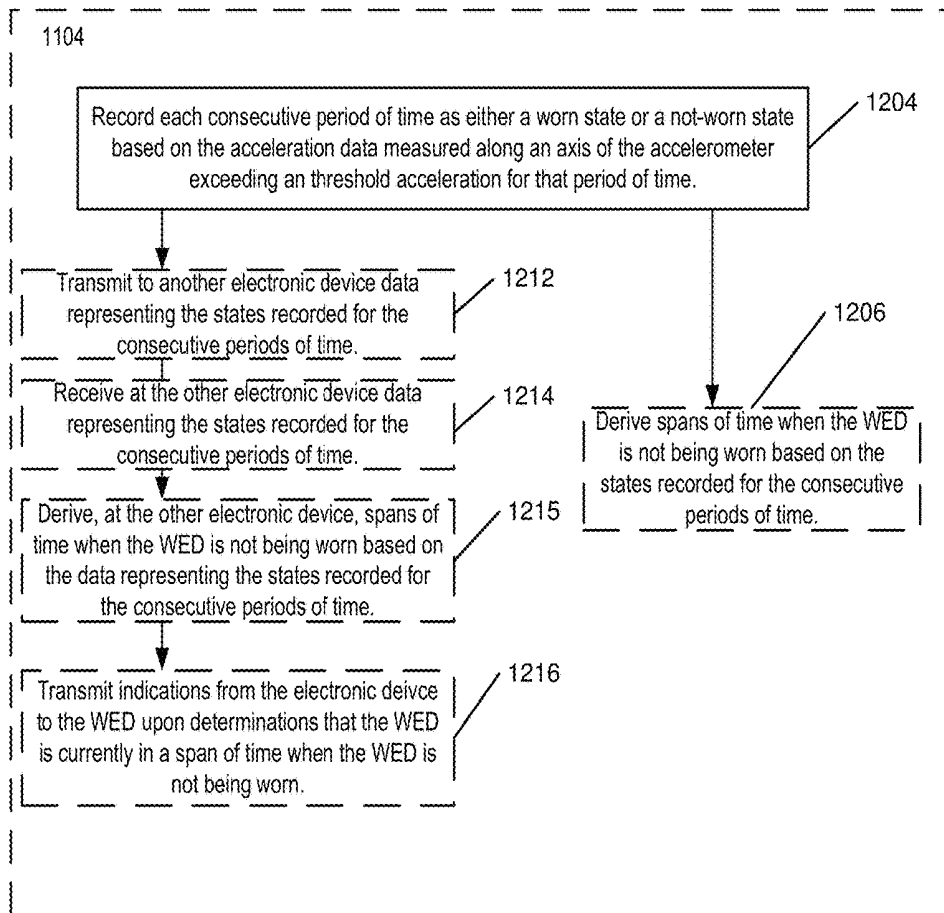 1104
Record each consecutive period of time as either a worn state or a not-worn state
based on the acceleration data measured along an axis of the accelerometer
exceeding an threshold acceleration for that period of time.
1204
Transmit to another electronic device data
representing the states recorded for the
consecutive periods of time.
1212
Receive at the other electronic device data
representing the states recorded for the
consecutive periods of time.
1214
Derive, at the other electronic device, spans of
time when the WED is not being worn based on
the data representing the states recorded for
the consecutive periods of time.
1215
Transmit indications from the electronic deivce
to the WED upon determinations that the WED
is currently in a span of time when the WED is
not being worn.
1216
1206
Derive spans of time when the WED
is not being worn based on the
states recorded for the consecutive
periods of time.